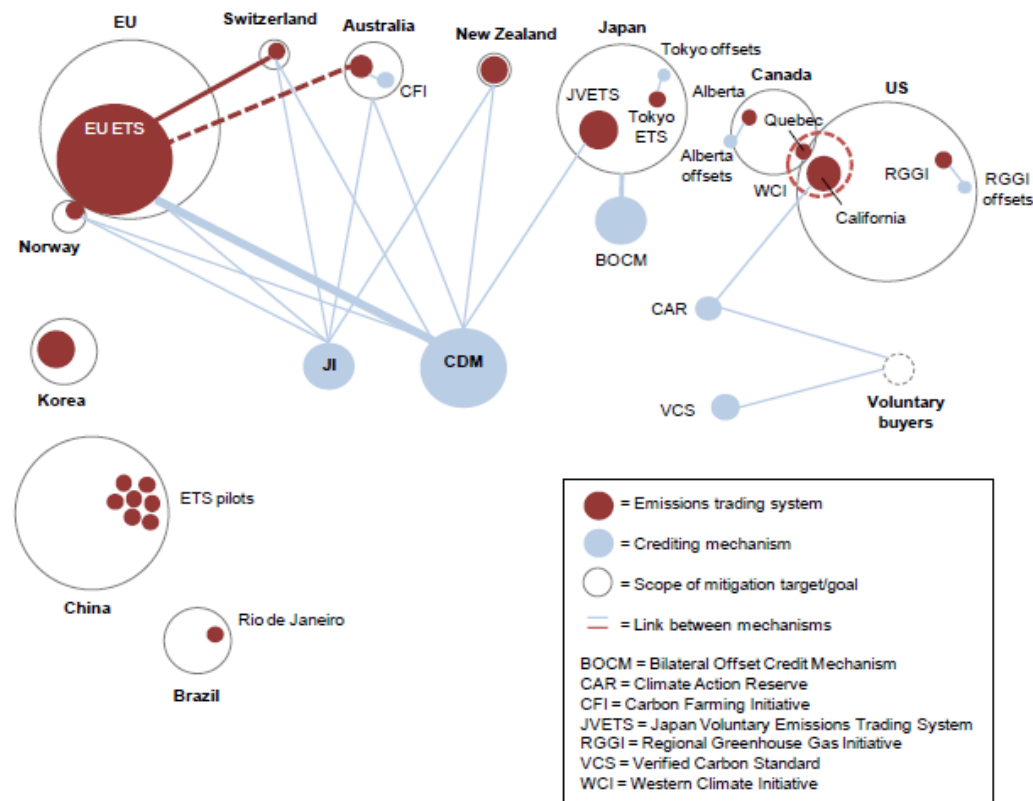 EU
Switzerland
Australia
New Zealand
Japan
Tokyo offsets
Canada
US
EU ETS
CFI
JVETS
Tokyo
ETS
Alberta
Quebec
Alberta
offsets
WCI
California
RGGI
RGGI
offsets
Norway
BOCM
CAR
JI
CDM
Korea
VCS
Voluntary
buyers
ETS pilots
China
Rio de Janeiro
Brazil
= Emissions trading system
= Crediting mechanism
= Scope of mitigation target/goal
= Link between mechanisms
BOCM = Bilateral Offset Credit Mechanism
CAR = Climate Action Reserve
CFI = Carbon Farming Initiative
JVETS = Japan Voluntary Emissions Trading System
RGGI = Regional Greenhouse Gas Initiative
VCS = Verified Carbon Standard
WCI = Western Climate Initiative